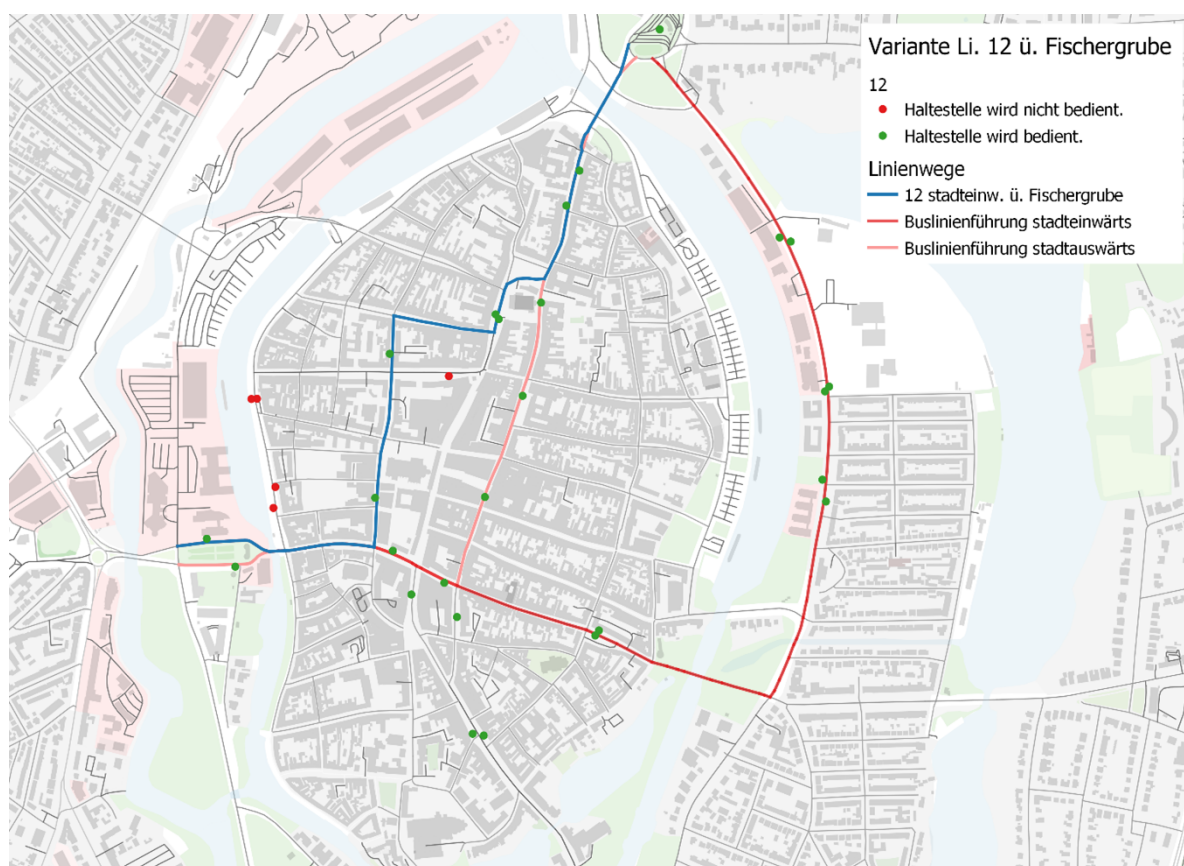 Variante Li. 12 ü. Fischergrube
12
Haltestelle wird nicht bedient.
Haltestelle wird bedient.
Linienwege
12 stadteinw. ü. Fischergrube
Buslinienführung stadteinwärts
Buslinienführung stadtauswärts